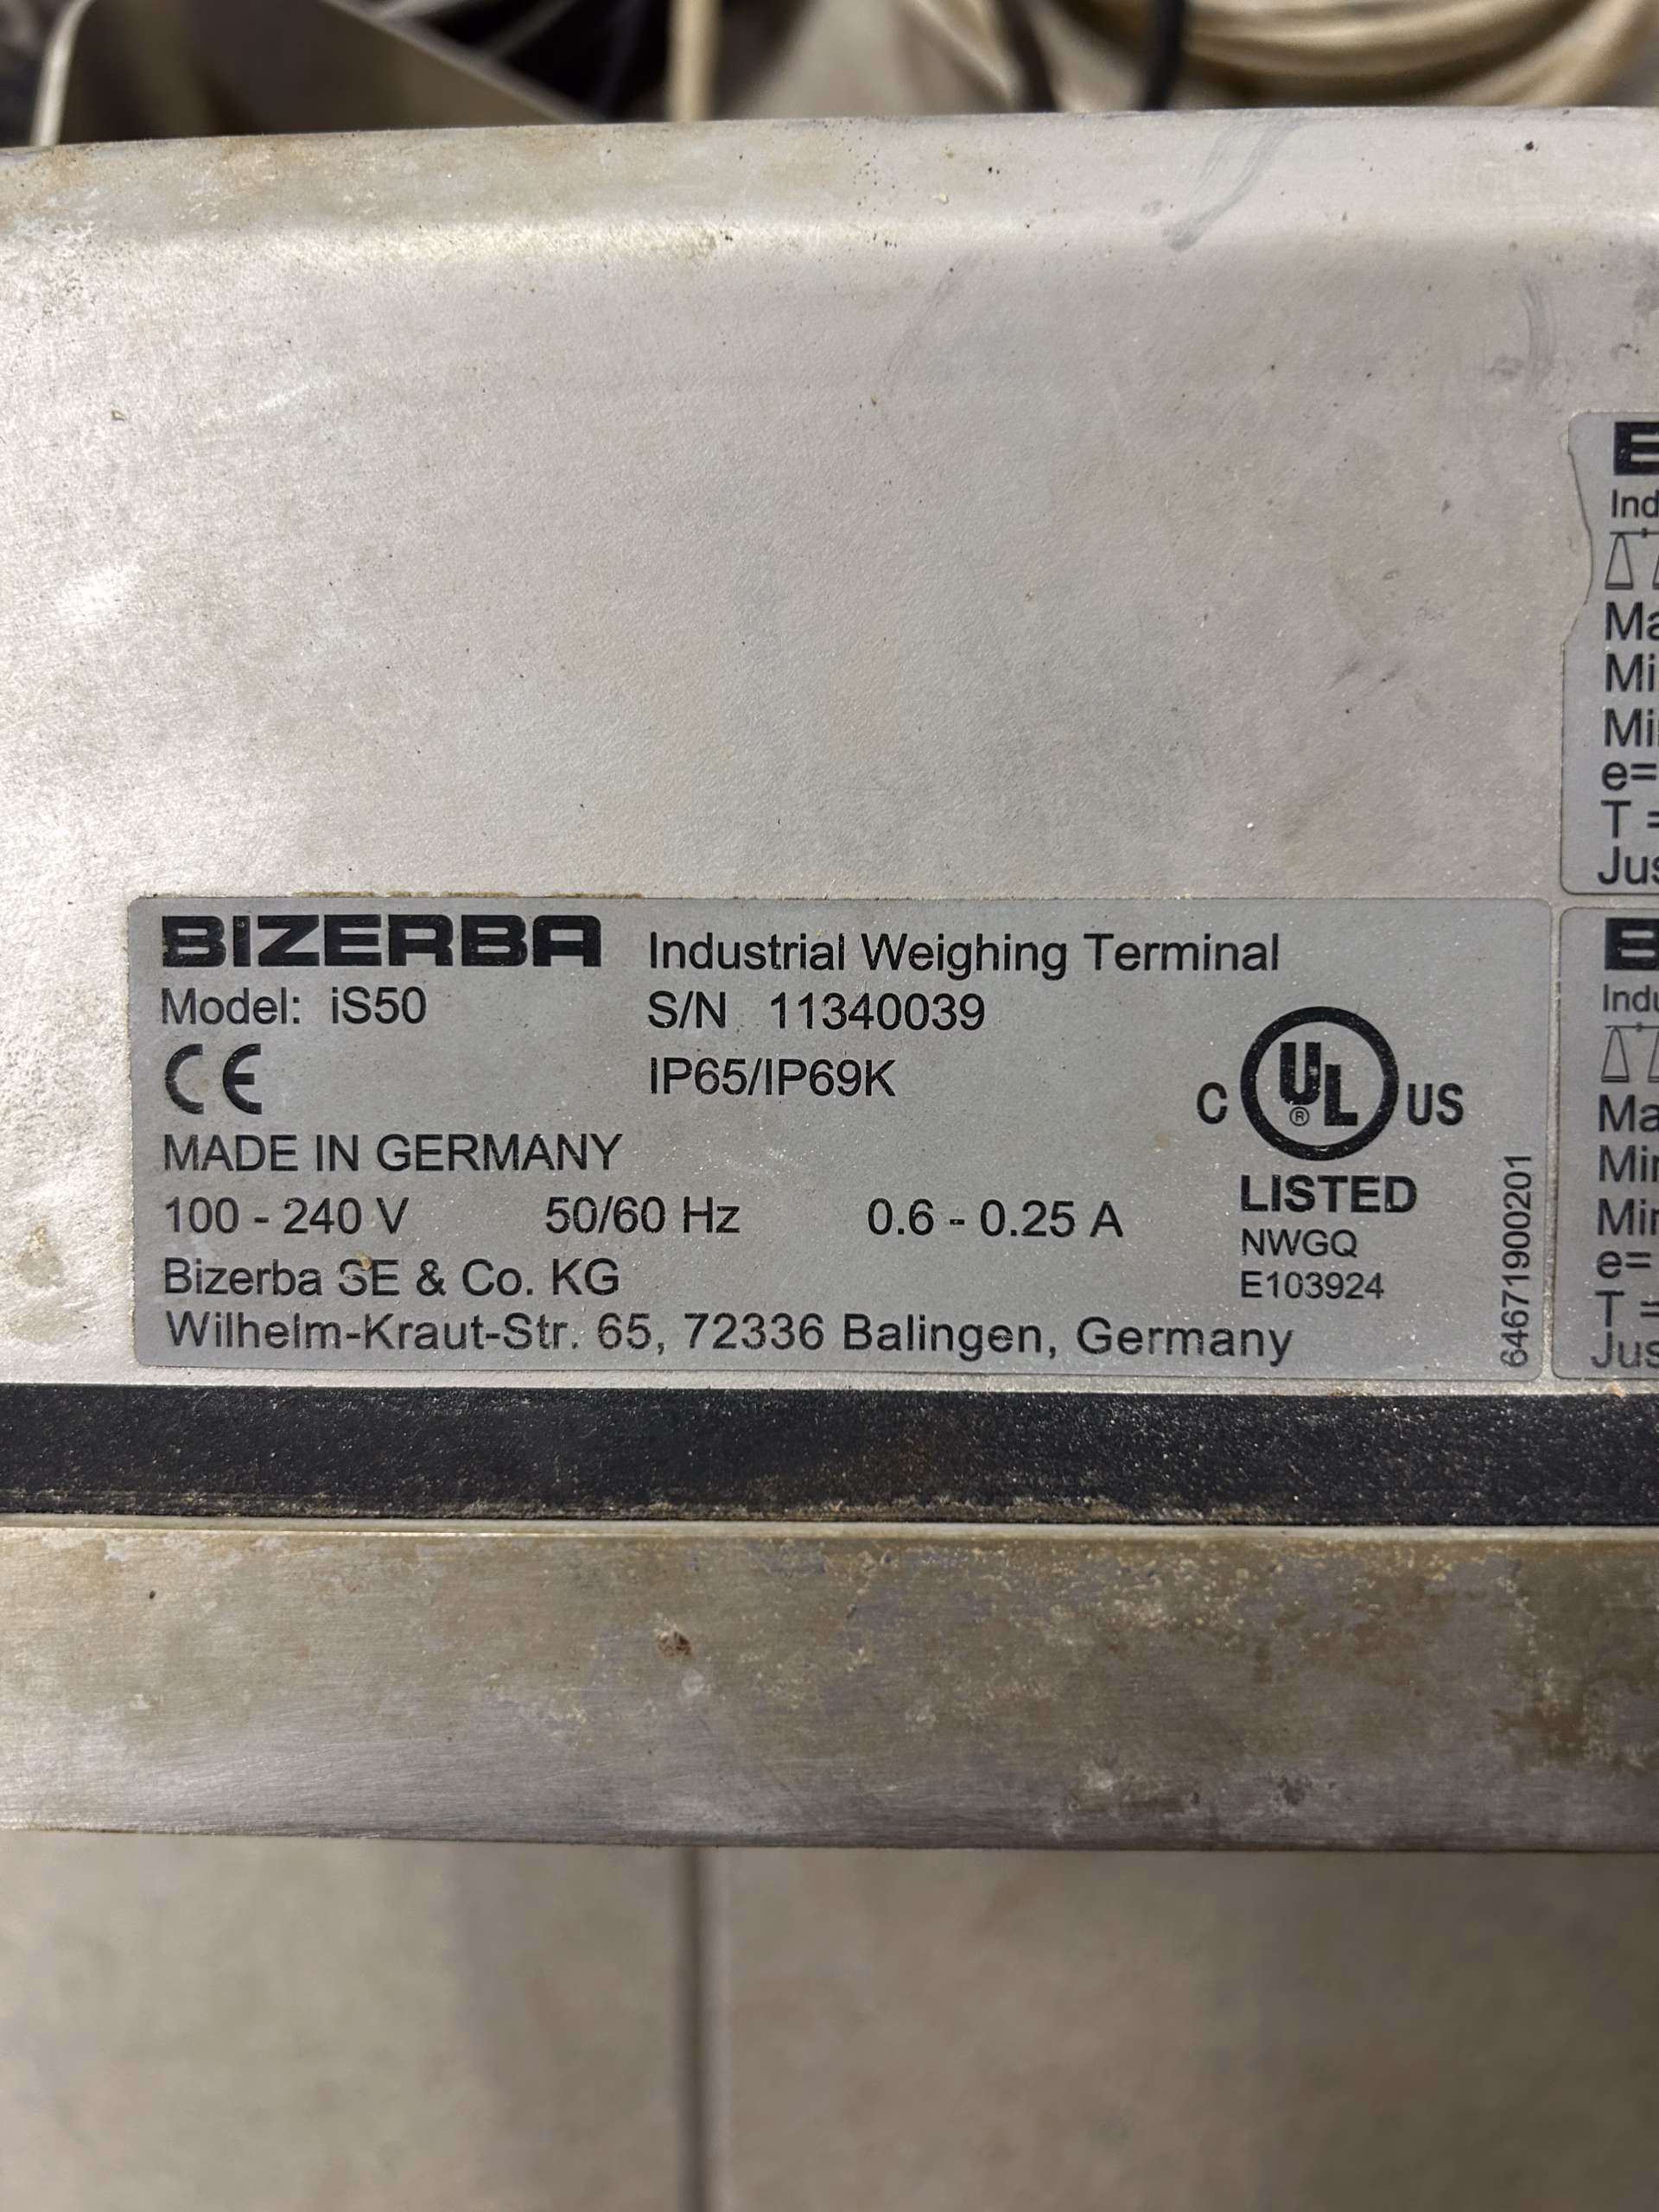 BIZERBA Industrial Weighing Terminal
Model: iS50 S/N 11340039
CE IP65/IP69K
C UL ® US
MADE IN GERMANY
LISTED
100 - 240 V 50/60 Hz 0.6 - 0.25 A
NWGQ
Bizerba SE & Co. KG
E103924
Wilhelm-Kraut-Str. 65, 72336 Balingen, Germany
64671900201
e=
T =
e=
T =